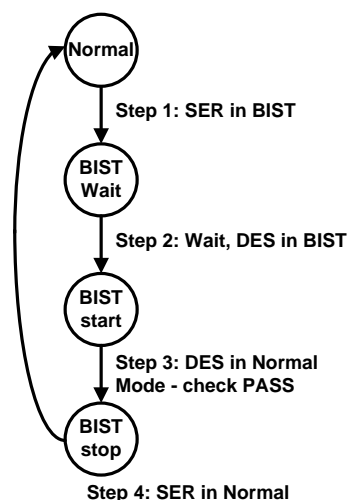 Normal
Step 1: SER in BIST
BIST
Wait
Step 2: Wait, DES in BIST
BIST
start
Step 3: DES in Normal
Mode - check PASS
BIST
stop
Step 4: SER in Normal